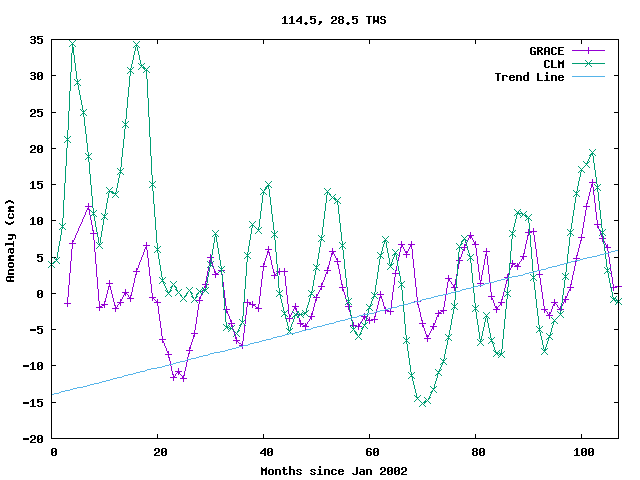 114.5, 28.5 TWS
GRACE
CLM
Trend Line
35
30
25
20
15
10
5
0
-5
-10
-15
-20
Anomaly (cm)
0 20 40 60 80 100
Months since Jan 2002